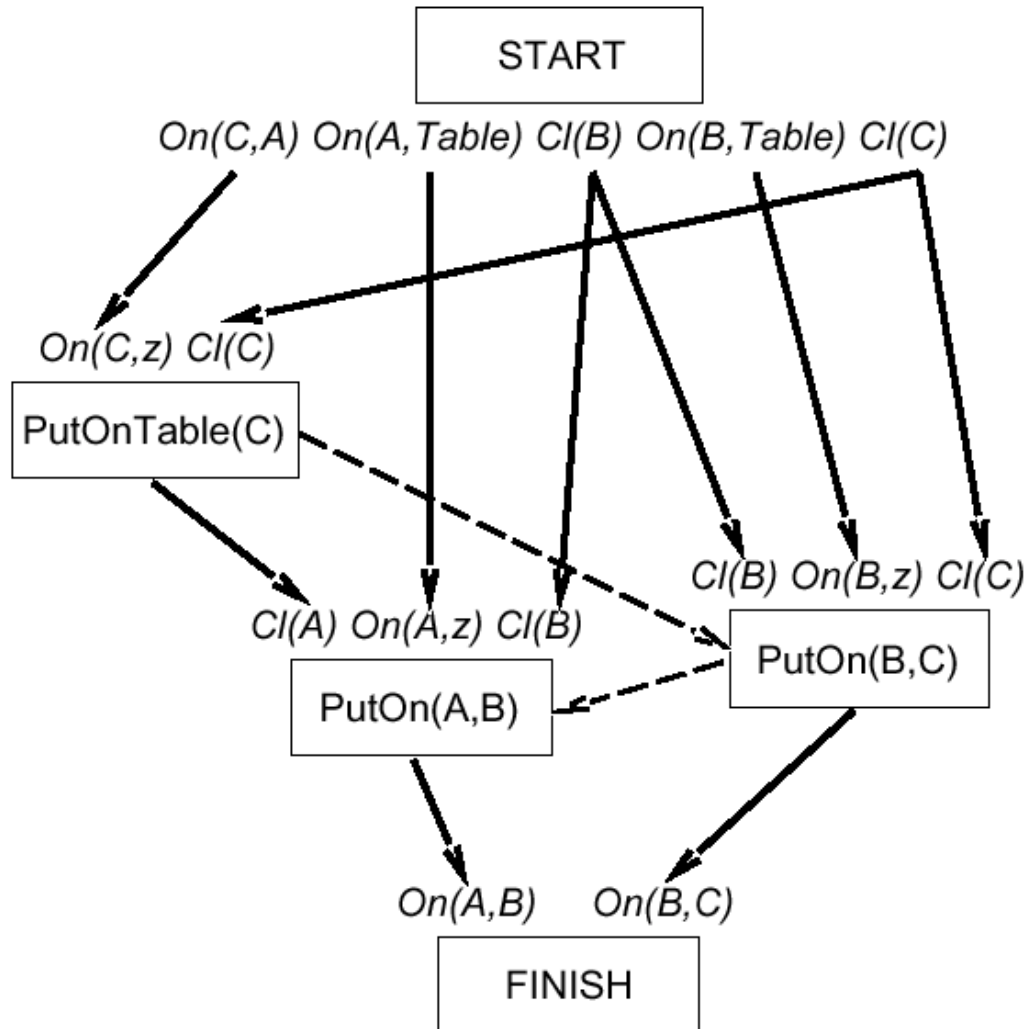 START
On(C,A) On(A,Table) Cl(B) On(B,Table) Cl(C)
On(C,z) Cl(C)
PutOnTable(C)
Cl(B) On(B,z) Cl(C)
Cl(A) On(A,z) Cl(B)
PutOn(B,C)
PutOn(A,B)
On(A,B) On(B,C)
FINISH